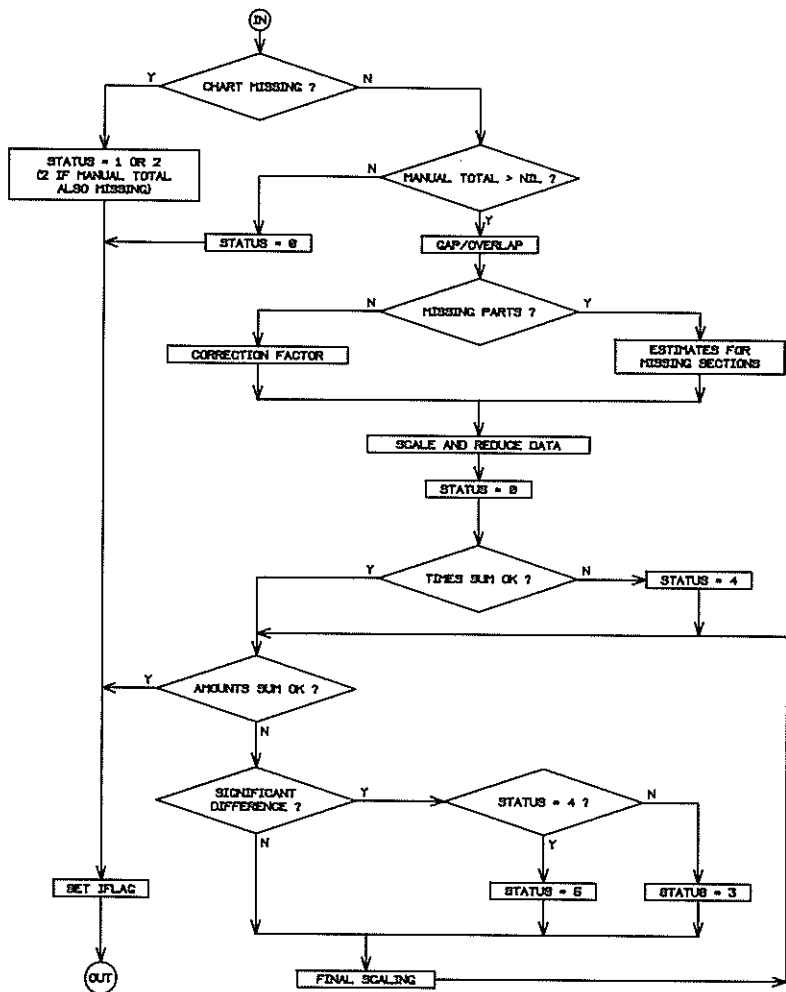 IN
Y
CHART MISSING ?
N
STATUS = 1 OR 2
(2 IF MANUAL TOTAL
ALSO MISSING)
N
MANUAL TOTAL > NIL ?
Y
STATUS = 0
GAP/OVERLAP
N
MISSING PARTS ?
Y
CORRECTION FACTOR
ESTIMATES FOR
MISSING SECTIONS
SCALE AND REDUCE DATA
STATUS = 0
Y
TIMES SUM OK ?
N
STATUS = 4
Y
AMOUNTS SUM OK ?
N
SIGNIFICANT
DIFFERENCE ?
Y
STATUS = 4 ?
N
N
Y
SET IFLAG
STATUS = 5
STATUS = 3
OUT
FINAL SCALING